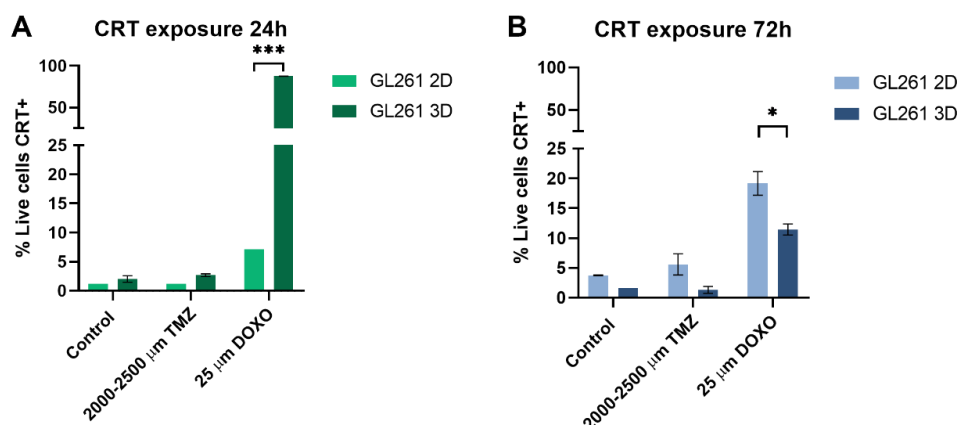 A
CRT exposure 24h
***
% Live cells CRT+
100
50
25
20
15
10
5
0
Control
2000-2500 μm TMZ
25 μm DOXO
GL261 2D
GL261 3D
B
CRT exposure 72h
*
% Live cells CRT+
100
50
25
20
15
10
5
0
Control
2000-2500 μm TMZ
25 μm DOXO
GL261 2D
GL261 3D